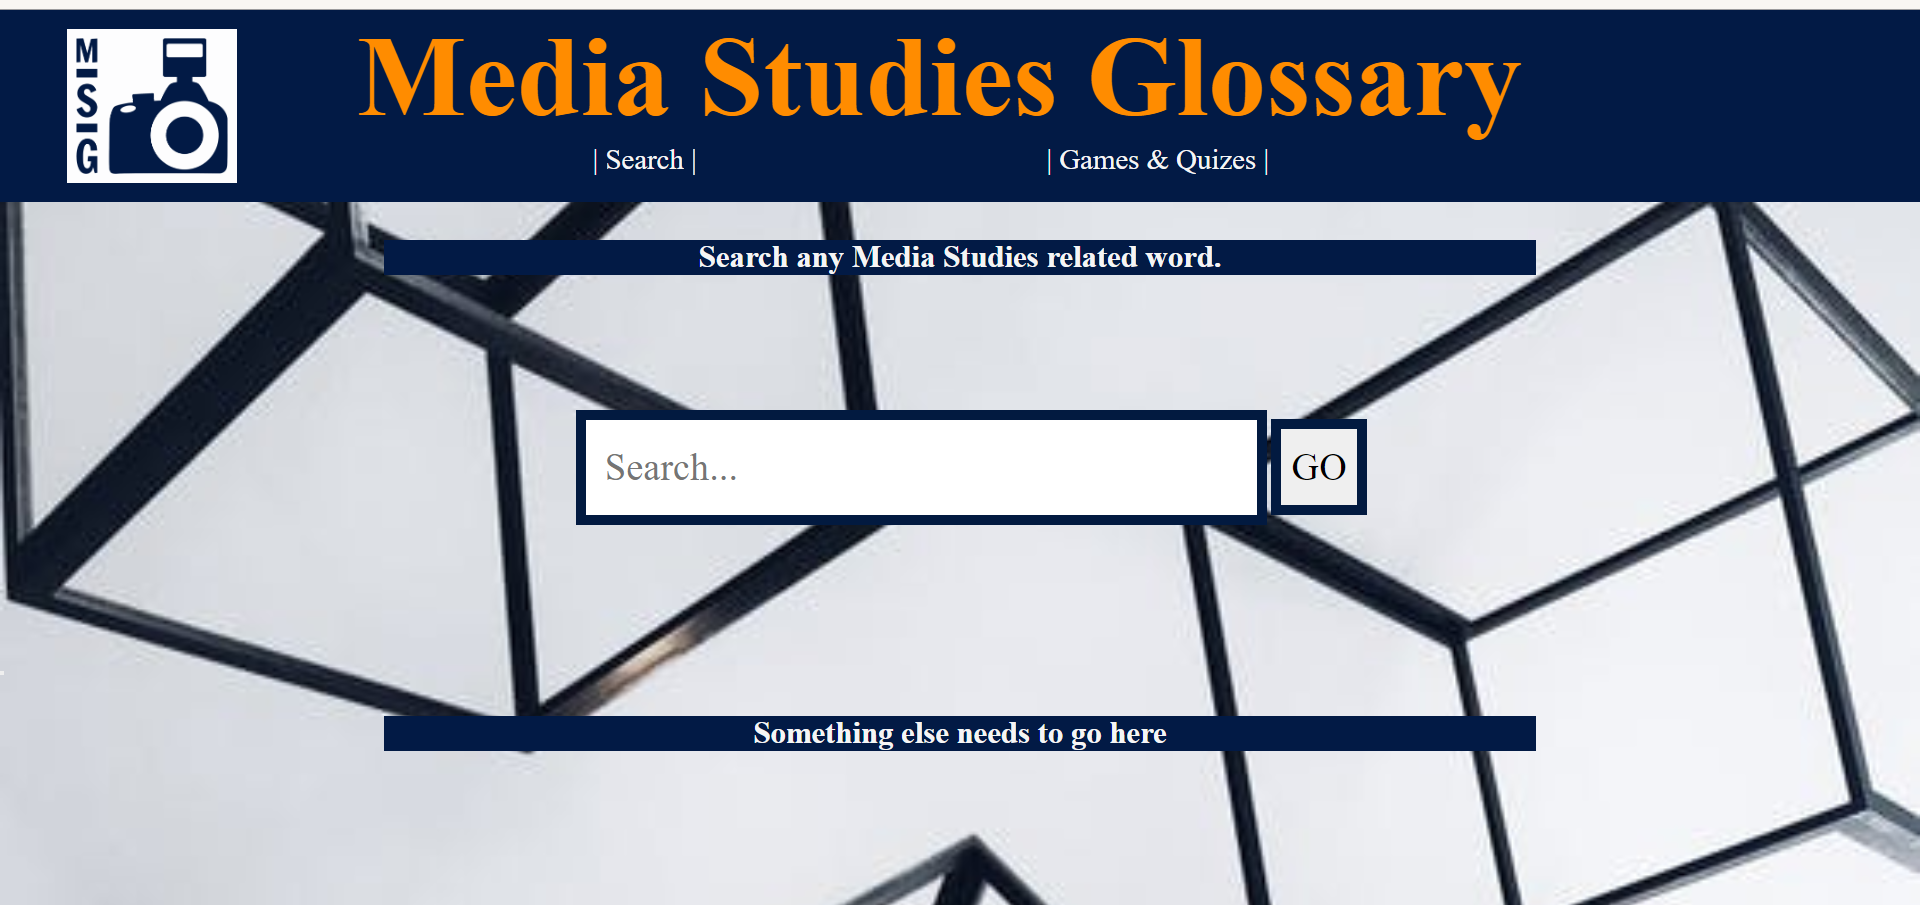 M|S|G
Media Studies Glossary
| Search |
| Games & Quizes |
Search any Media Studies related word.
Search...
GO
Something else needs to go here